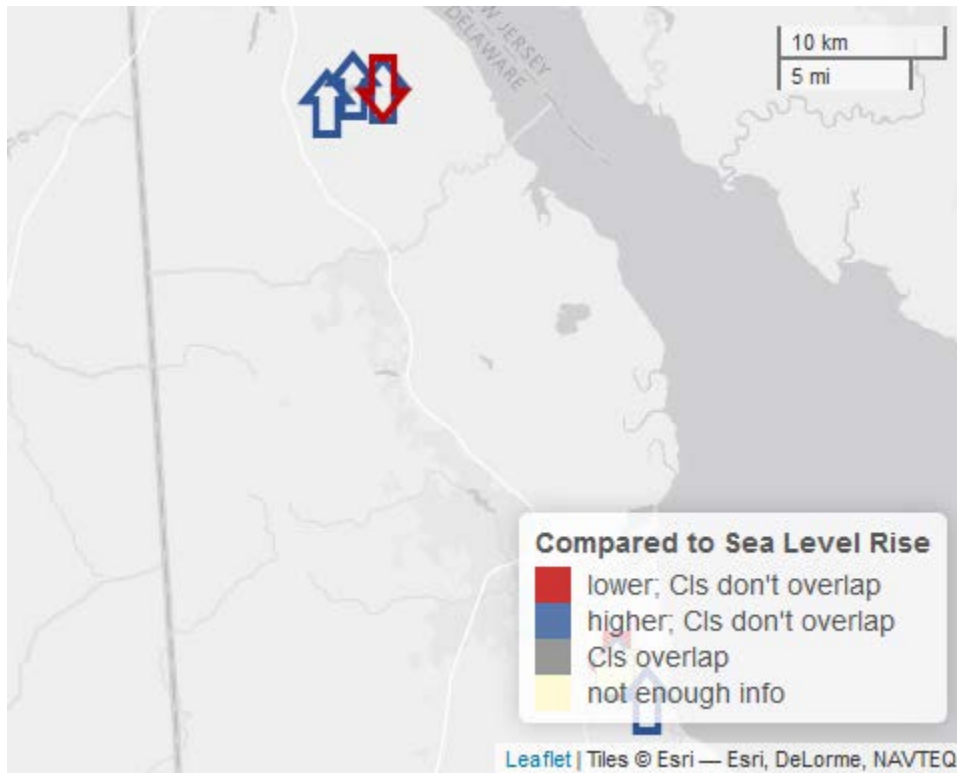 NEW JERSEY
DELAWARE
10 km
5 mi
Compared to Sea Level Rise
lower; CIs don't overlap
higher; CIs don't overlap
CIs overlap
not enough info
Leaflet | Tiles © Esri — Esri, DeLorme, NAVTEQ